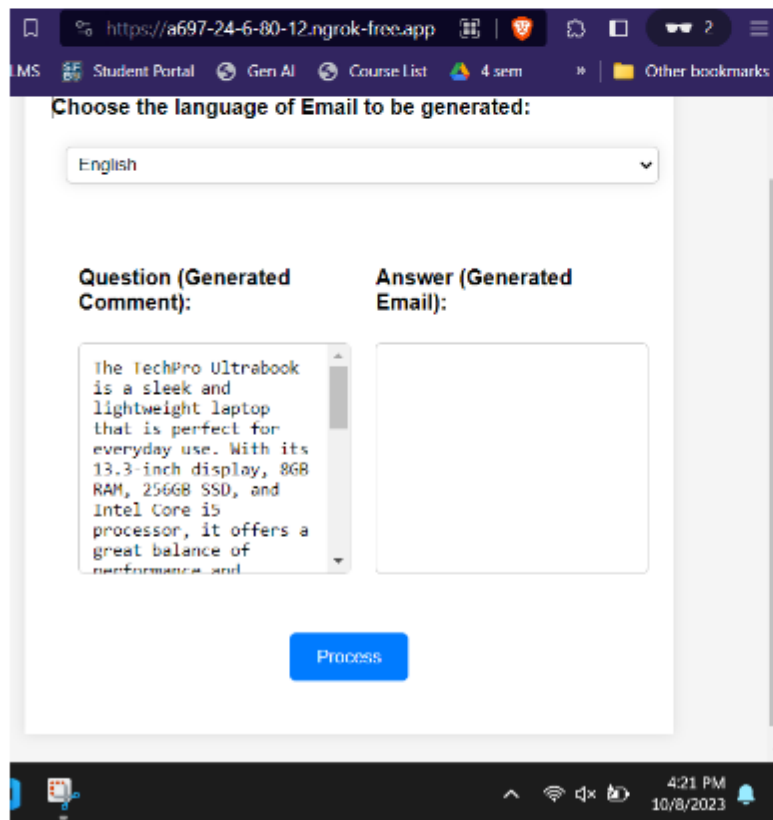 https://a697-24-6-80-12.ngrok-free.app
2
LMS
Student Portal
Gen AI
Course List
4 sem
»
Other bookmarks
Choose the language of Email to be generated:
English
Question (Generated
Comment):
Answer (Generated
Email):
The TechPro Ultrabook
is a sleek and
lightweight laptop
that is perfect for
everyday use. With its
13.3-inch display, 8GB
RAM, 256GB SSD, and
Intel Core i5
processor, it offers a
great balance of
performance and
Process
4:21 PM
10/8/2023